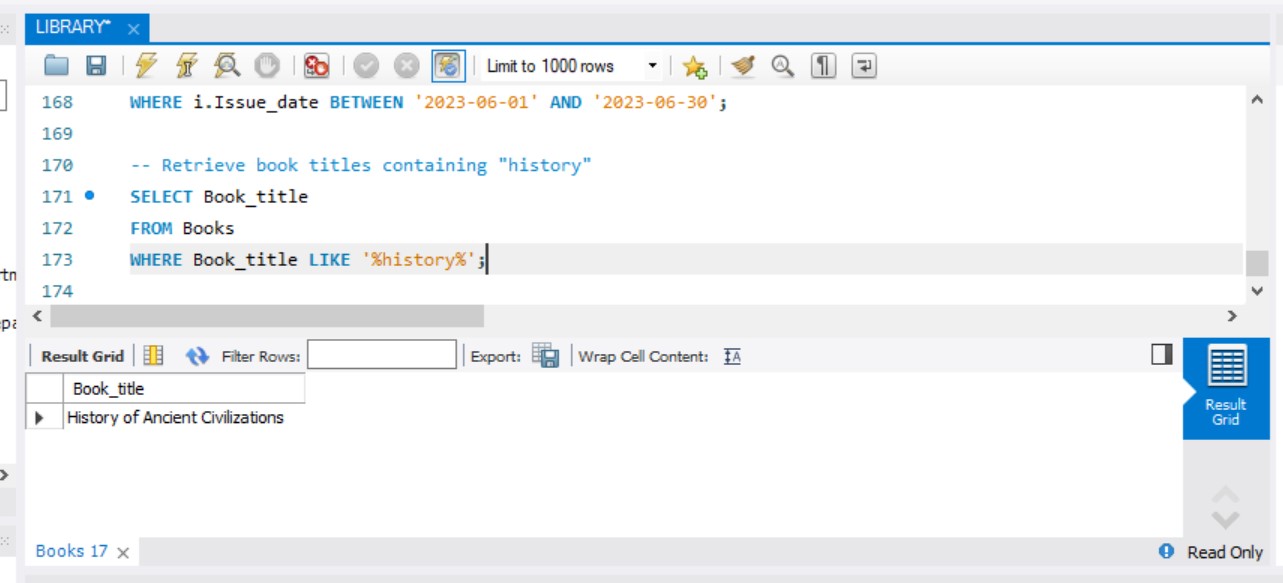 LIBRARY*
Limit to 1000 rows
168 WHERE i.Issue_date BETWEEN '2023-06-01' AND '2023-06-30';
169
170 -- Retrieve book titles containing "history"
171 SELECT Book_title
172 FROM Books
173 WHERE Book_title LIKE '%history%';
174
Result Grid Filter Rows: Export: Wrap Cell Content: IA
Book_title
History of Ancient Civilizations
Result
Grid
Books 17
Read Only